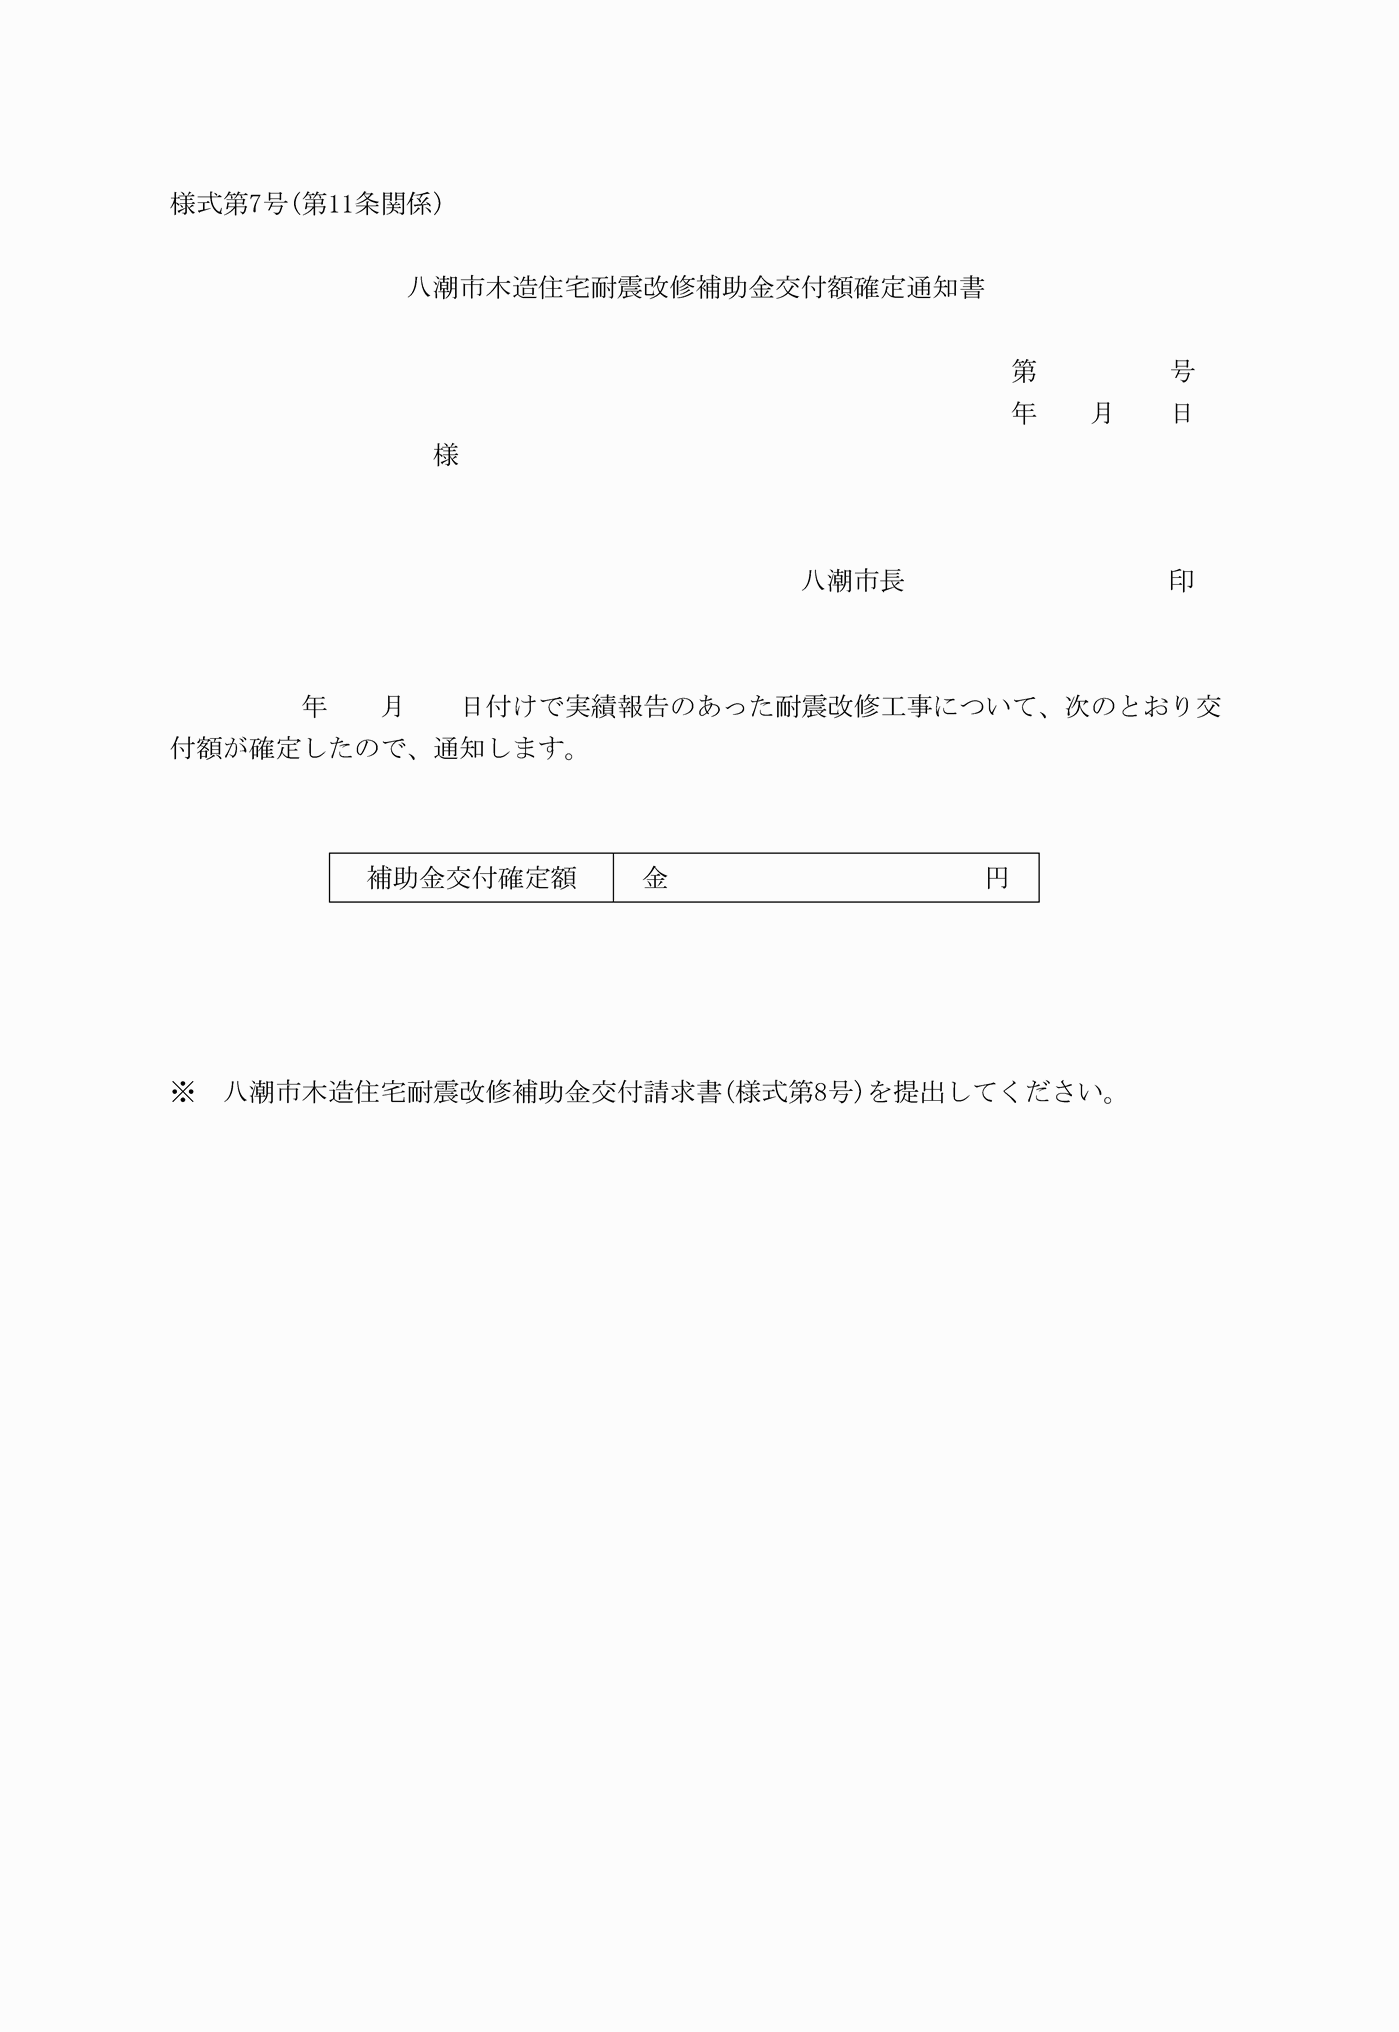 様式第7号(第11条関係)
八潮市木造住宅耐震改修補助金交付額確定通知書
第　　　　　号
年　　月　　日
様
八潮市長　　　　　　　　　　印
年　　月　　日付けで実績報告のあった耐震改修工事について、次のとおり交
付額が確定したので、通知します。
補助金交付確定額　金　　　　　　　　　　　　円
※　八潮市木造住宅耐震改修補助金交付請求書(様式第8号)を提出してください。